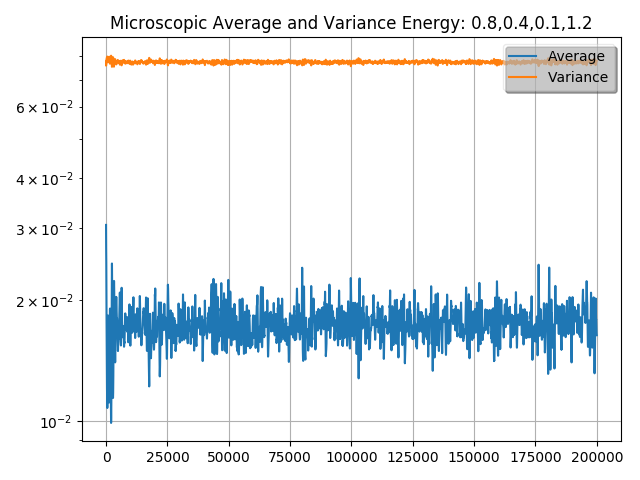 Microscopic Average and Variance Energy: 0.8,0.4,0.1,1.2
Average
Variance
6 × 10⁻²
4 × 10⁻²
3 × 10⁻²
2 × 10⁻²
10⁻²
0 25000 50000 75000 100000 125000 150000 175000 200000